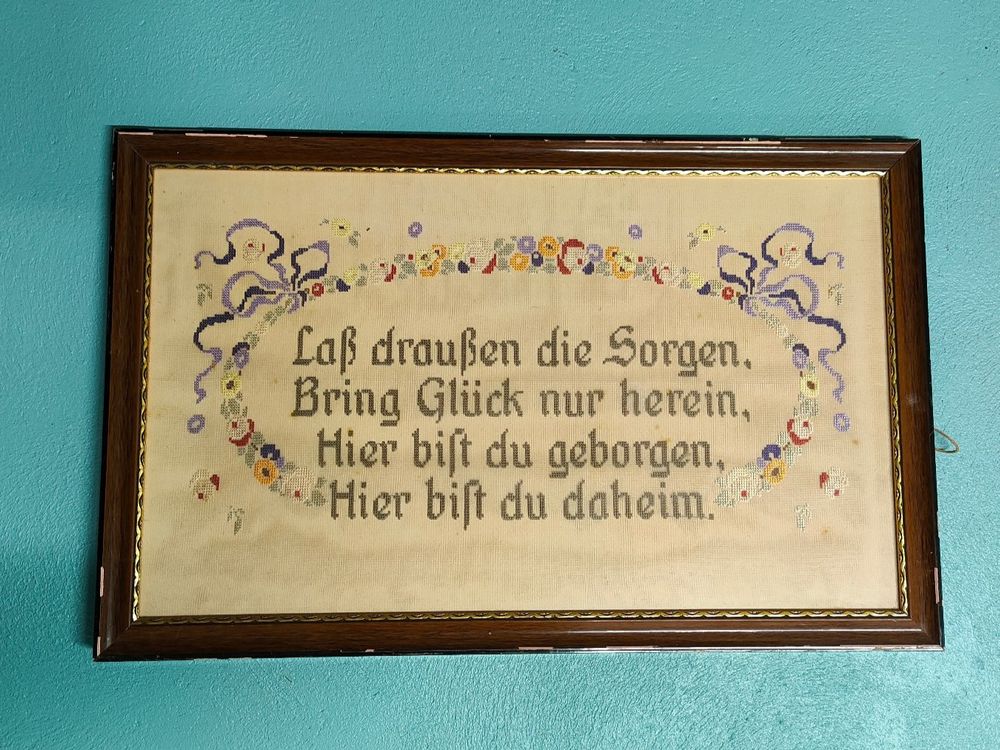 Laß draußen die Sorgen,
Bring Glück nur herein,
Hier biſt du geborgen,
Hier biſt du daheim.